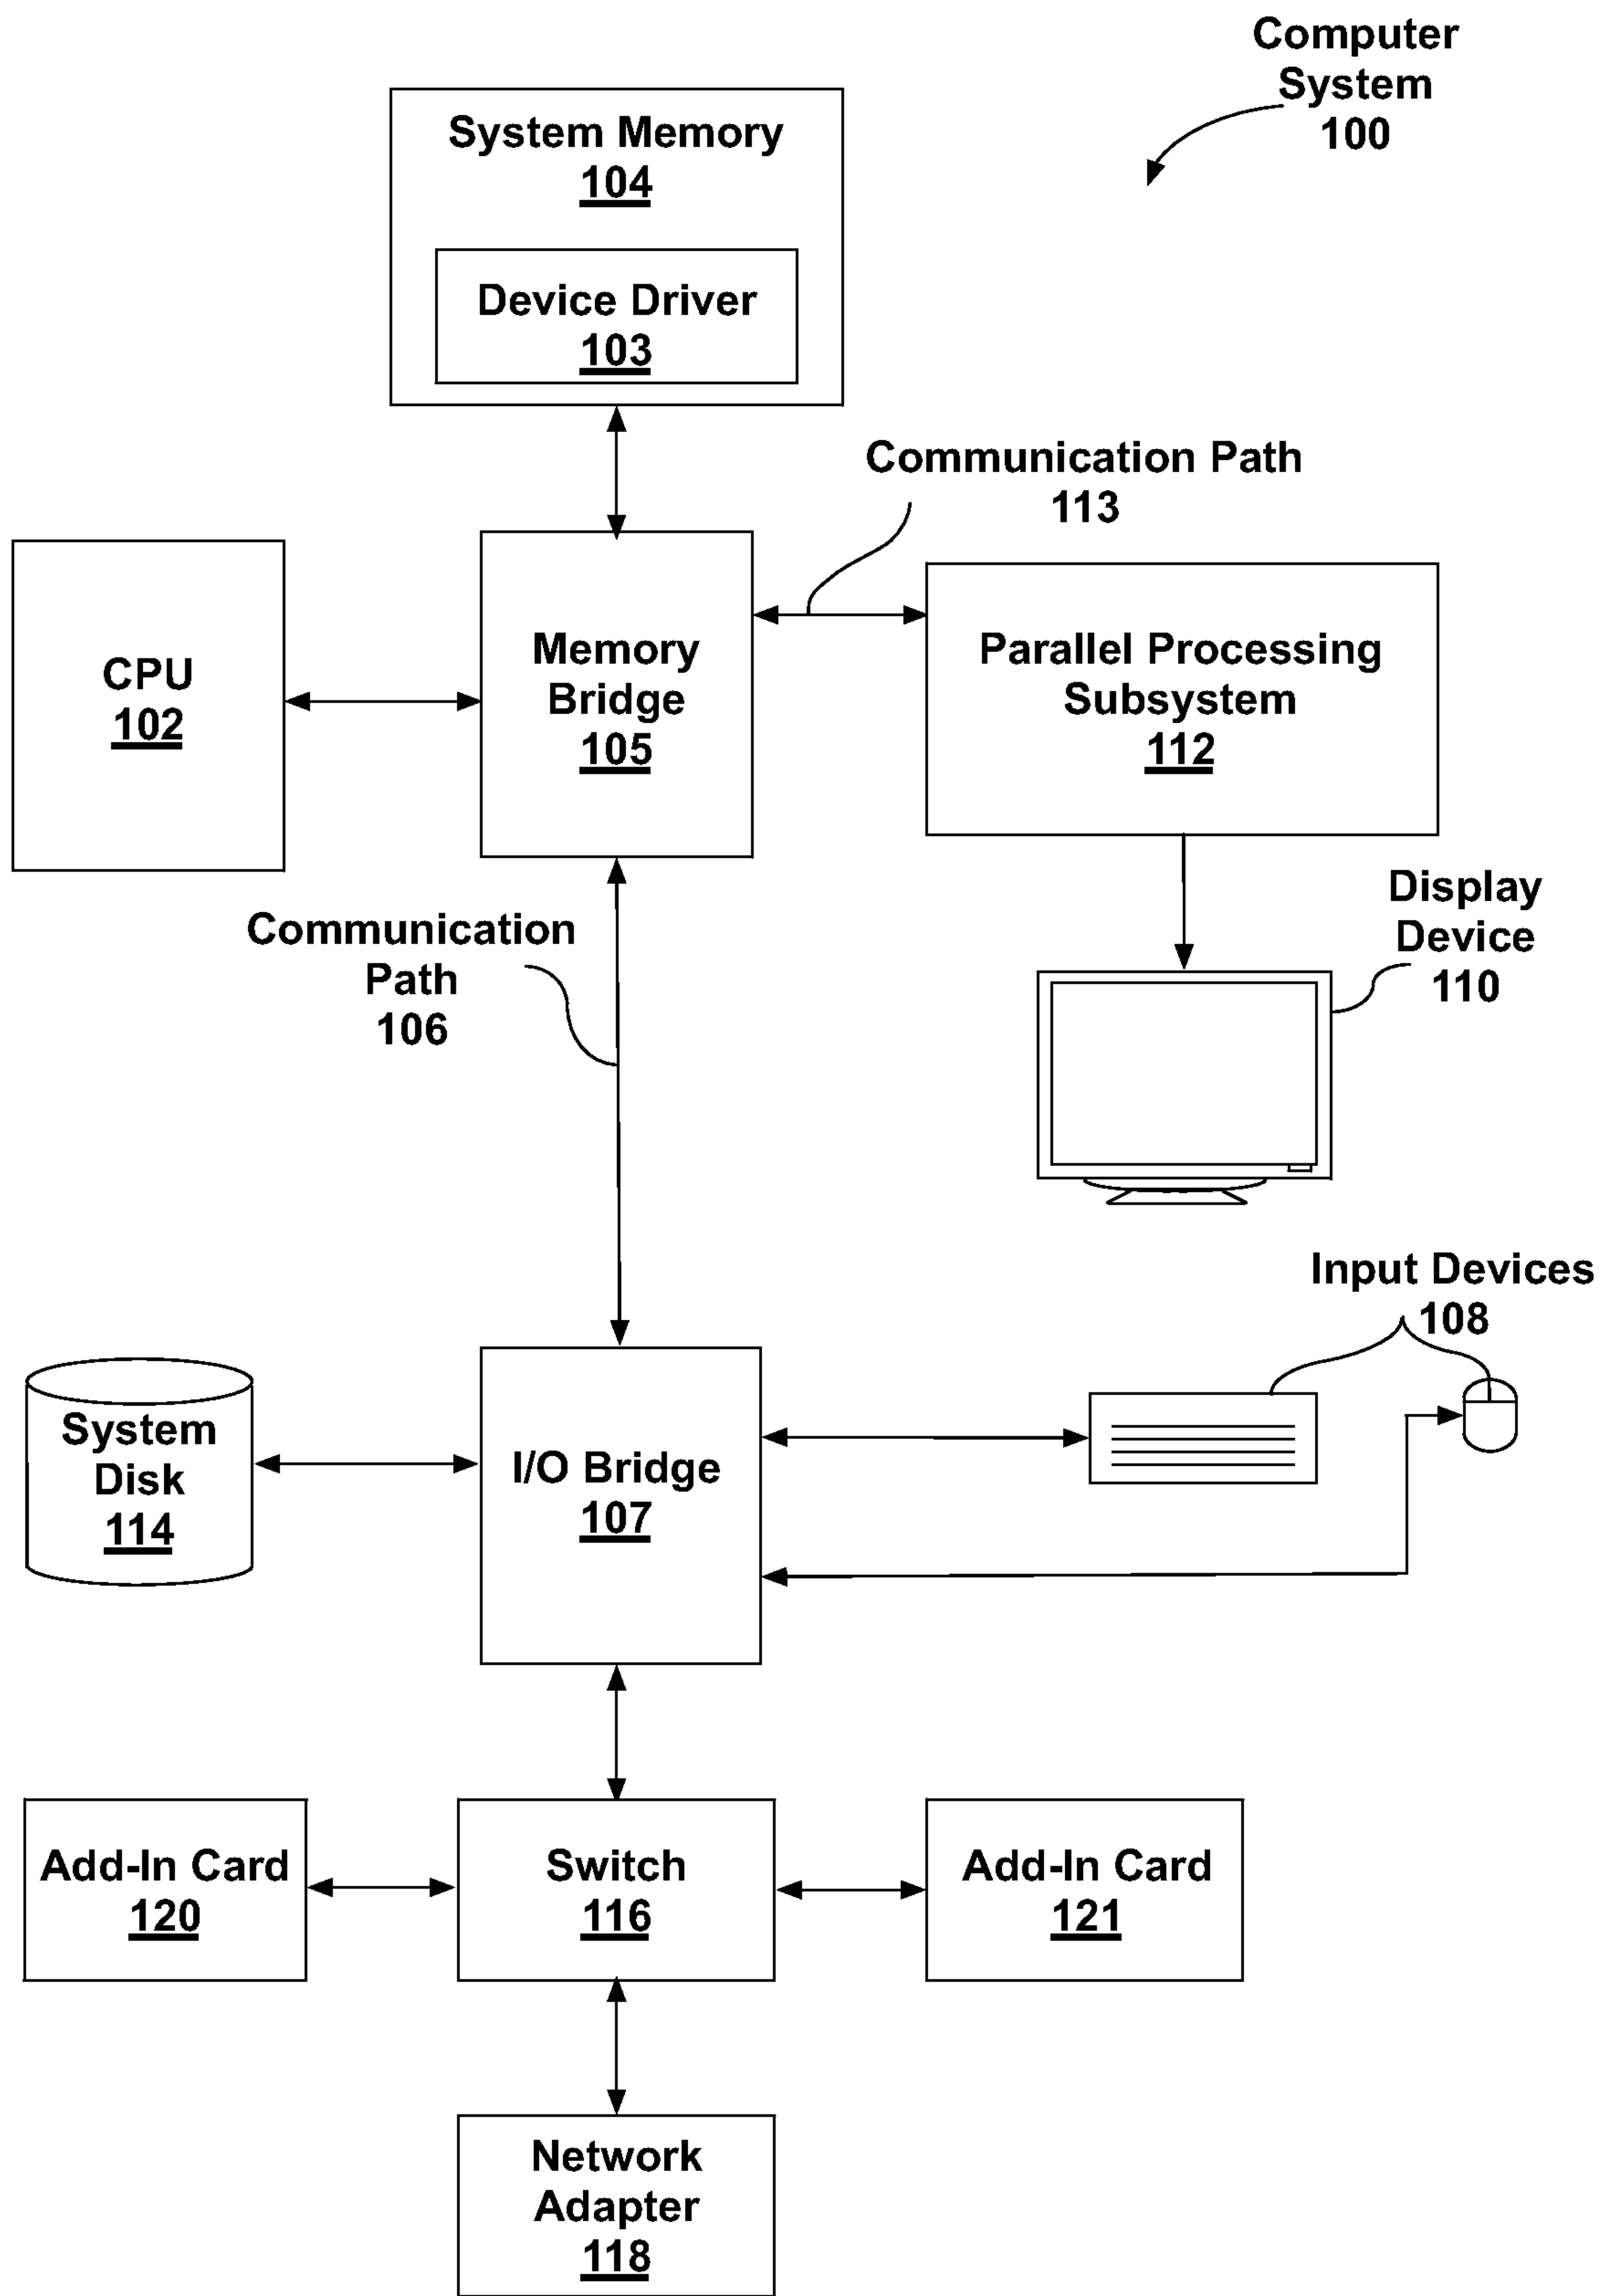 Computer
System
100
System Memory
104
Device Driver
103
Communication Path
113
CPU
102
Memory
Bridge
105
Parallel Processing
Subsystem
112
Communication
Path
106
Display
Device
110
Input Devices
108
System
Disk
114
I/O Bridge
107
Add-In Card
120
Switch
116
Add-In Card
121
Network
Adapter
118